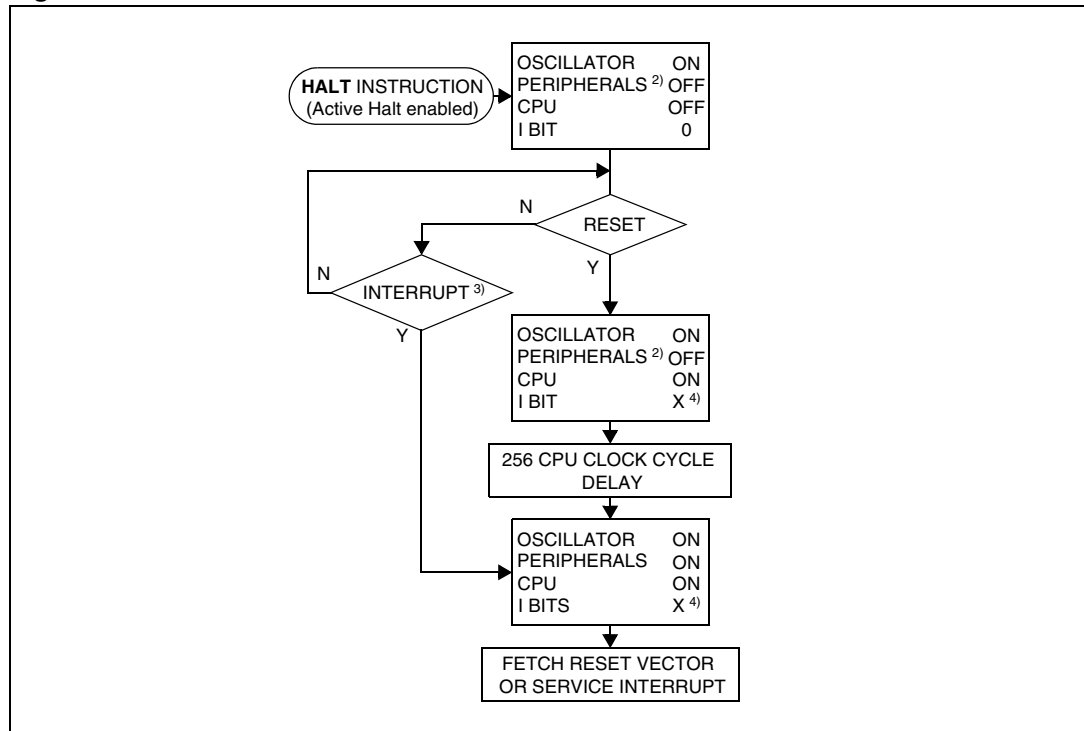 HALT INSTRUCTION
(Active Halt enabled)
OSCILLATOR ON
PERIPHERALS 2) OFF
CPU OFF
I BIT 0
N
RESET
Y
N
INTERRUPT 3)
Y
OSCILLATOR ON
PERIPHERALS 2) OFF
CPU ON
I BIT X 4)
256 CPU CLOCK CYCLE
DELAY
OSCILLATOR ON
PERIPHERALS ON
CPU ON
I BITS X 4)
FETCH RESET VECTOR
OR SERVICE INTERRUPT